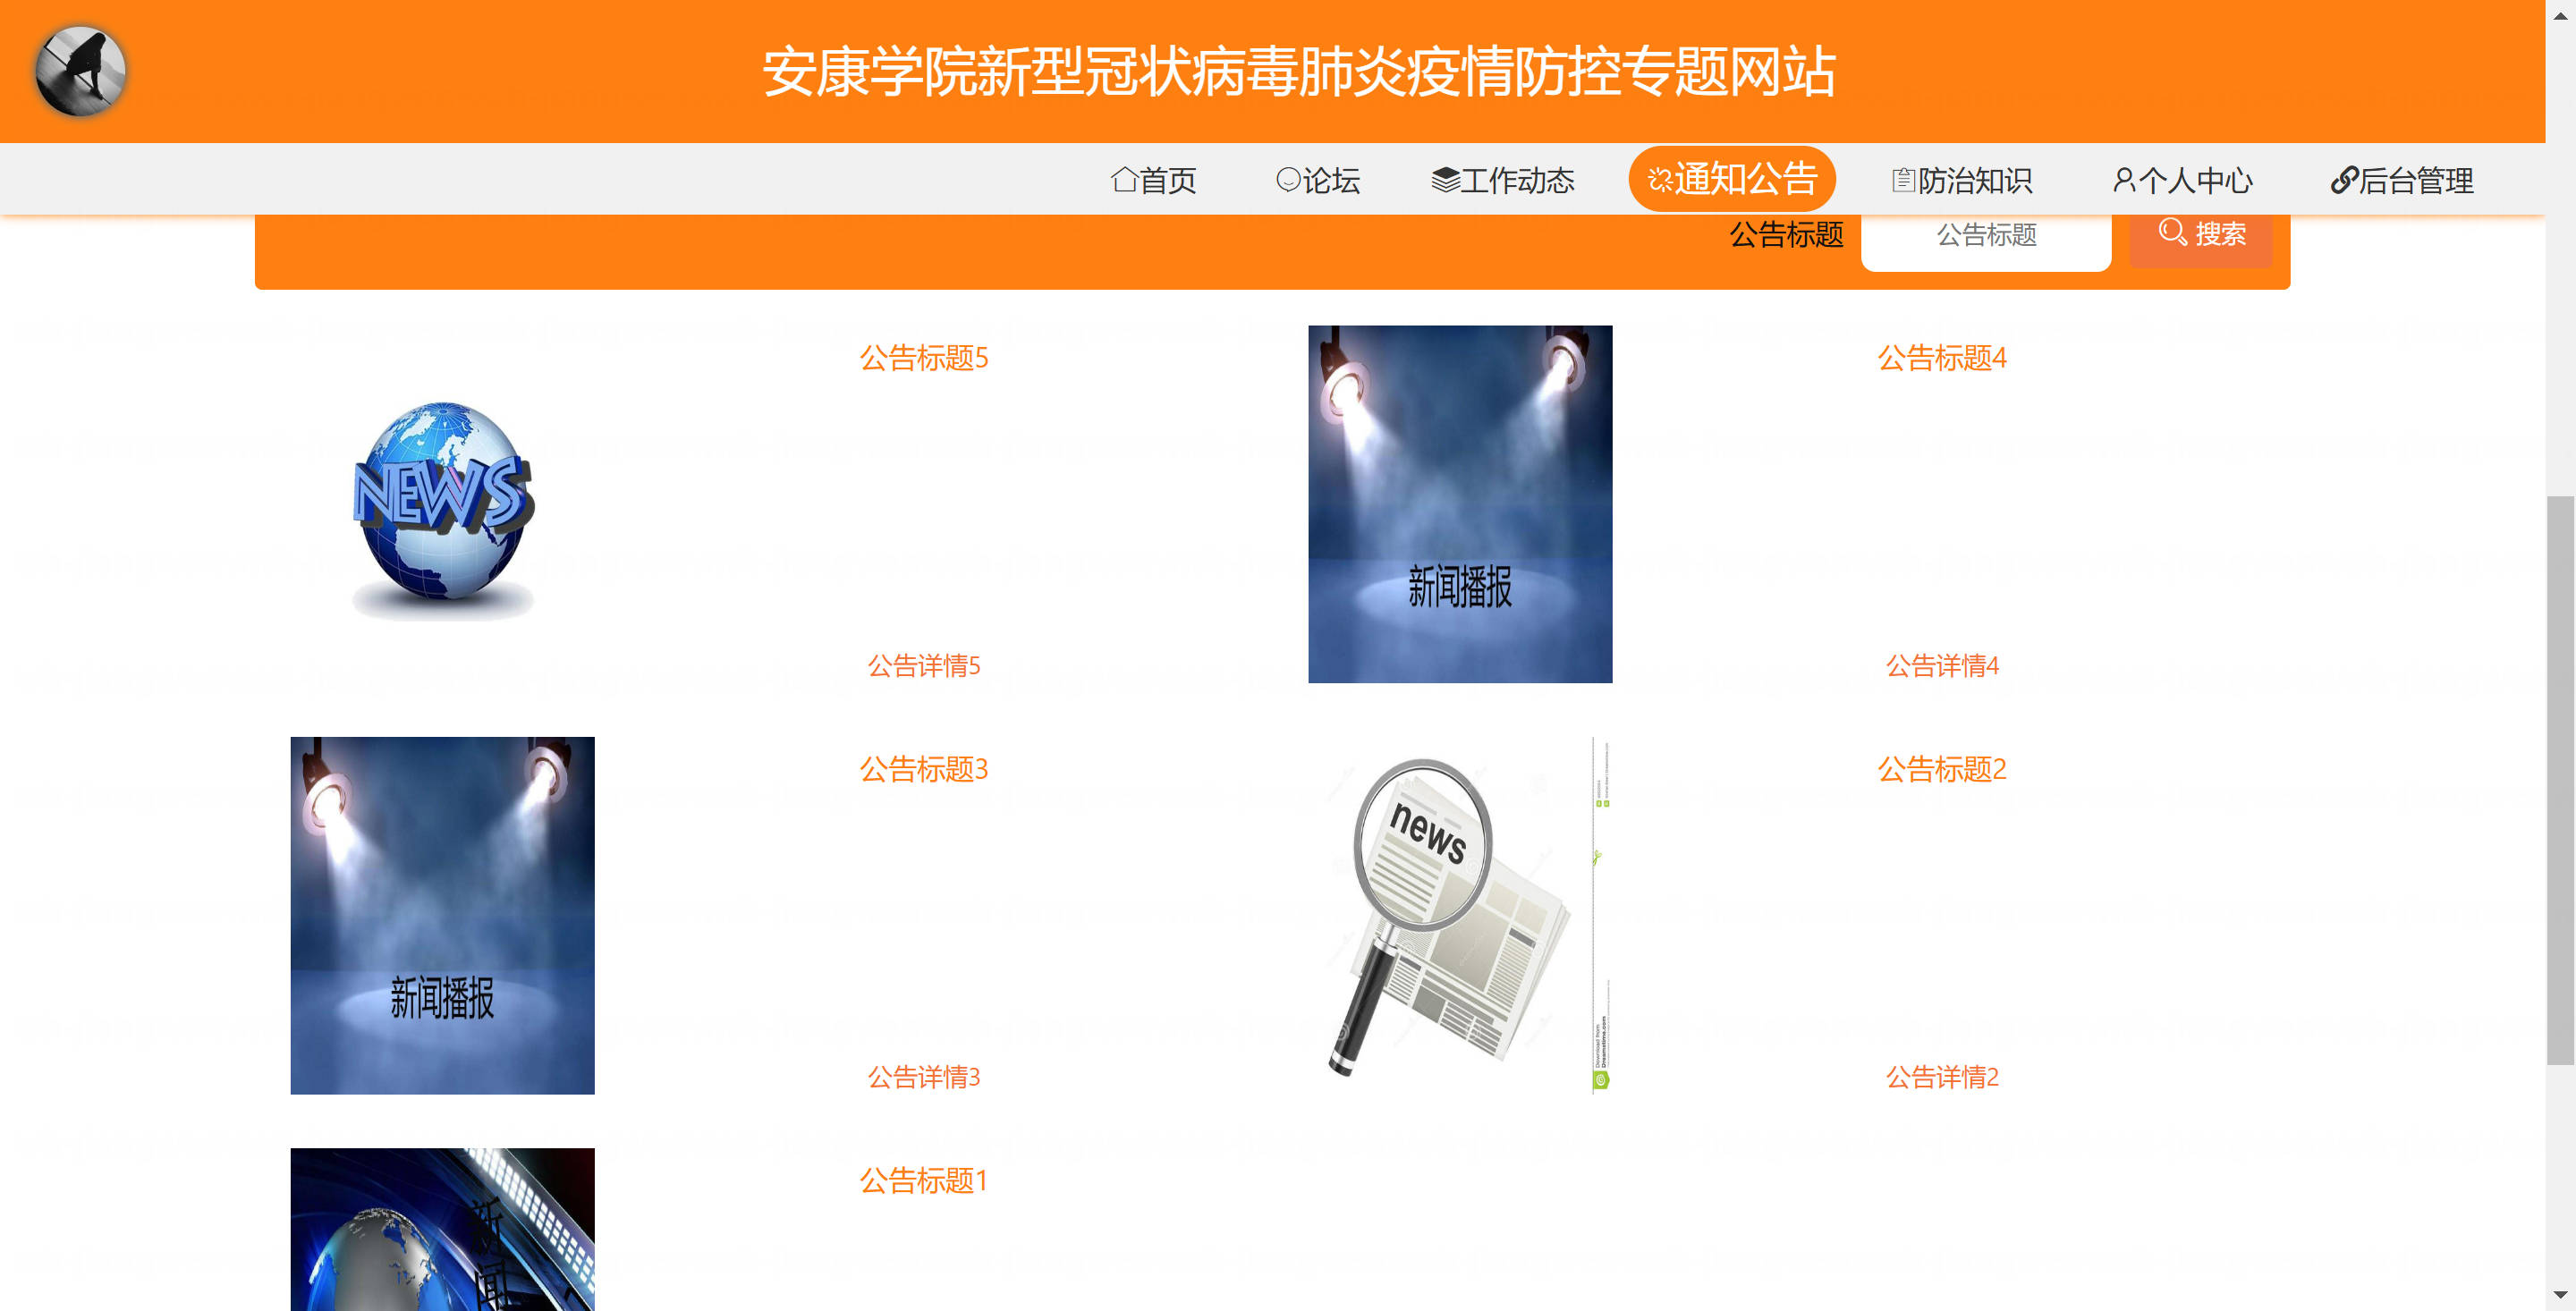 安康学院新型冠状病毒肺炎疫情防控专题网站
首页 论坛 工作动态 通知公告 防治知识 个人中心 后台管理
公告标题 公告标题 搜索
公告标题5
NEWS
公告详情5
公告标题4
新闻播报
公告详情4
公告标题3
新闻播报
公告详情3
公告标题2
news
公告详情2
公告标题1
新闻